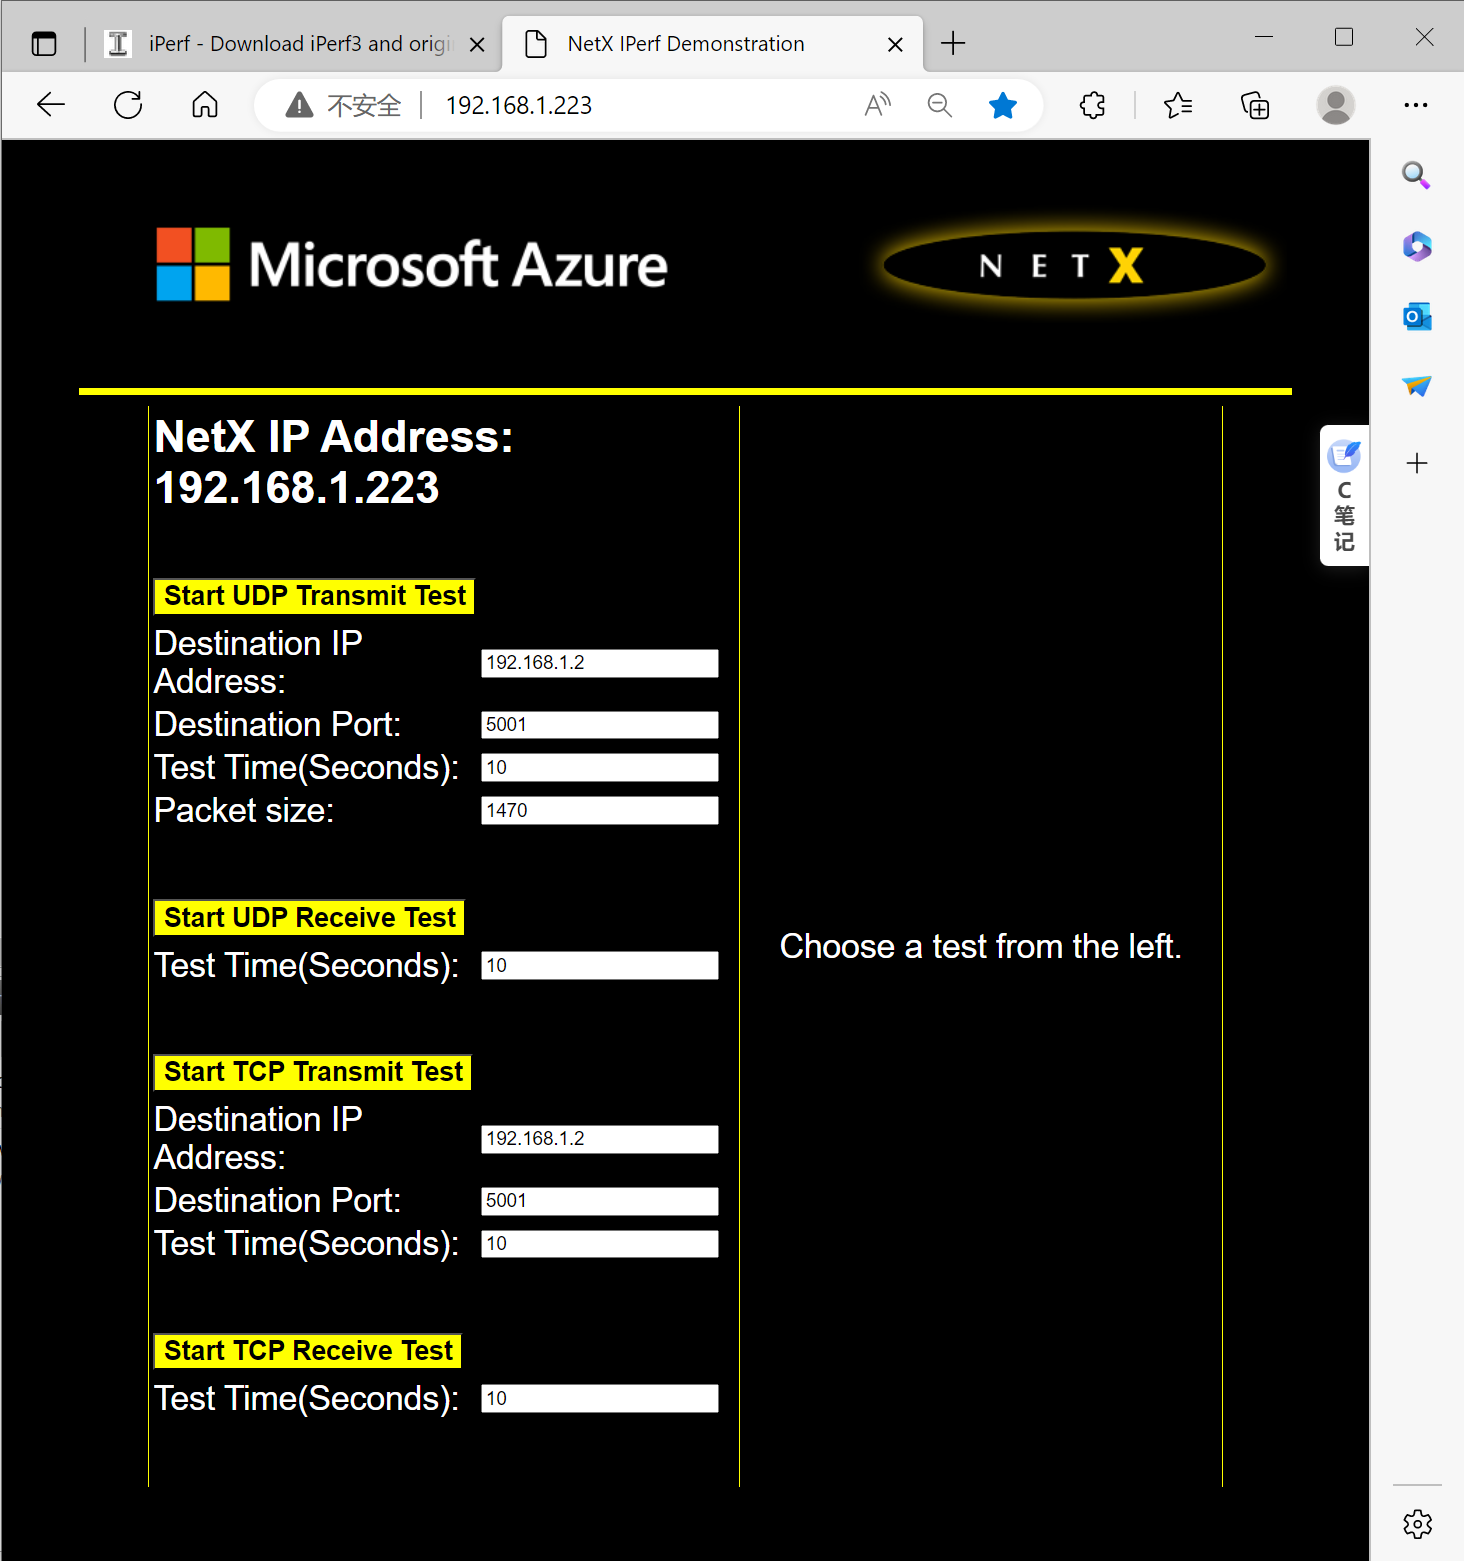 iPerf - Download iPerf3 and origi
NetX IPerf Demonstration
不安全
192.168.1.223
Microsoft Azure
NETX
NetX IP Address:
192.168.1.223
C
笔
记
Start UDP Transmit Test
Destination IP
Address:
192.168.1.2
Destination Port:
5001
Test Time(Seconds):
10
Packet size:
1470
Start UDP Receive Test
Test Time(Seconds):
10
Choose a test from the left.
Start TCP Transmit Test
Destination IP
Address:
192.168.1.2
Destination Port:
5001
Test Time(Seconds):
10
Start TCP Receive Test
Test Time(Seconds):
10